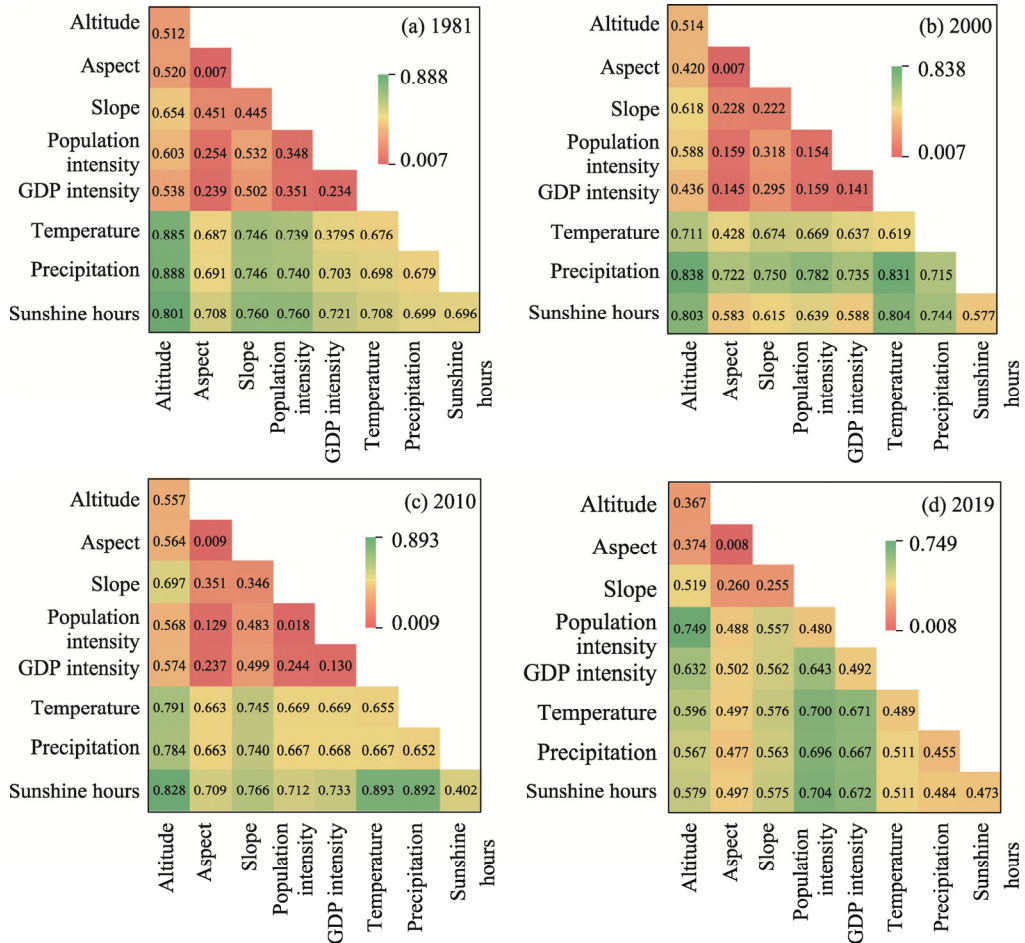 (a) 1981
Altitude 0.512
Aspect 0.520 0.007
Slope 0.654 0.451 0.445
Population
intensity 0.603 0.254 0.532 0.348
GDP intensity 0.538 0.239 0.502 0.351 0.234
Temperature 0.885 0.687 0.746 0.739 0.3795 0.676
Precipitation 0.888 0.691 0.746 0.740 0.703 0.698 0.679
Sunshine hours 0.801 0.708 0.760 0.760 0.721 0.708 0.699 0.696
0.888
0.007
Altitude
Aspect
Slope
Population
intensity
GDP intensity
Temperature
Precipitation
Sunshine
hours
(b) 2000
Altitude 0.514
Aspect 0.420 0.007
Slope 0.618 0.228 0.222
Population
intensity 0.588 0.159 0.318 0.154
GDP intensity 0.436 0.145 0.295 0.159 0.141
Temperature 0.711 0.428 0.674 0.669 0.637 0.619
Precipitation 0.838 0.722 0.750 0.782 0.735 0.831 0.715
Sunshine hours 0.803 0.583 0.615 0.639 0.588 0.804 0.744 0.577
0.838
0.007
Altitude
Aspect
Slope
Population
intensity
GDP intensity
Temperature
Precipitation
Sunshine
hours
(c) 2010
Altitude 0.557
Aspect 0.564 0.009
Slope 0.697 0.351 0.346
Population
intensity 0.568 0.129 0.483 0.018
GDP intensity 0.574 0.237 0.499 0.244 0.130
Temperature 0.791 0.663 0.745 0.669 0.669 0.655
Precipitation 0.784 0.663 0.740 0.667 0.668 0.667 0.652
Sunshine hours 0.828 0.709 0.766 0.712 0.733 0.893 0.892 0.402
0.893
0.009
Altitude
Aspect
Slope
Population
intensity
GDP intensity
Temperature
Precipitation
Sunshine
hours
(d) 2019
Altitude 0.367
Aspect 0.374 0.008
Slope 0.519 0.260 0.255
Population
intensity 0.749 0.488 0.557 0.480
GDP intensity 0.632 0.502 0.562 0.643 0.492
Temperature 0.596 0.497 0.576 0.700 0.671 0.489
Precipitation 0.567 0.477 0.563 0.696 0.667 0.511 0.455
Sunshine hours 0.579 0.497 0.575 0.704 0.672 0.511 0.484 0.473
0.749
0.008
Altitude
Aspect
Slope
Population
intensity
GDP intensity
Temperature
Precipitation
Sunshine
hours